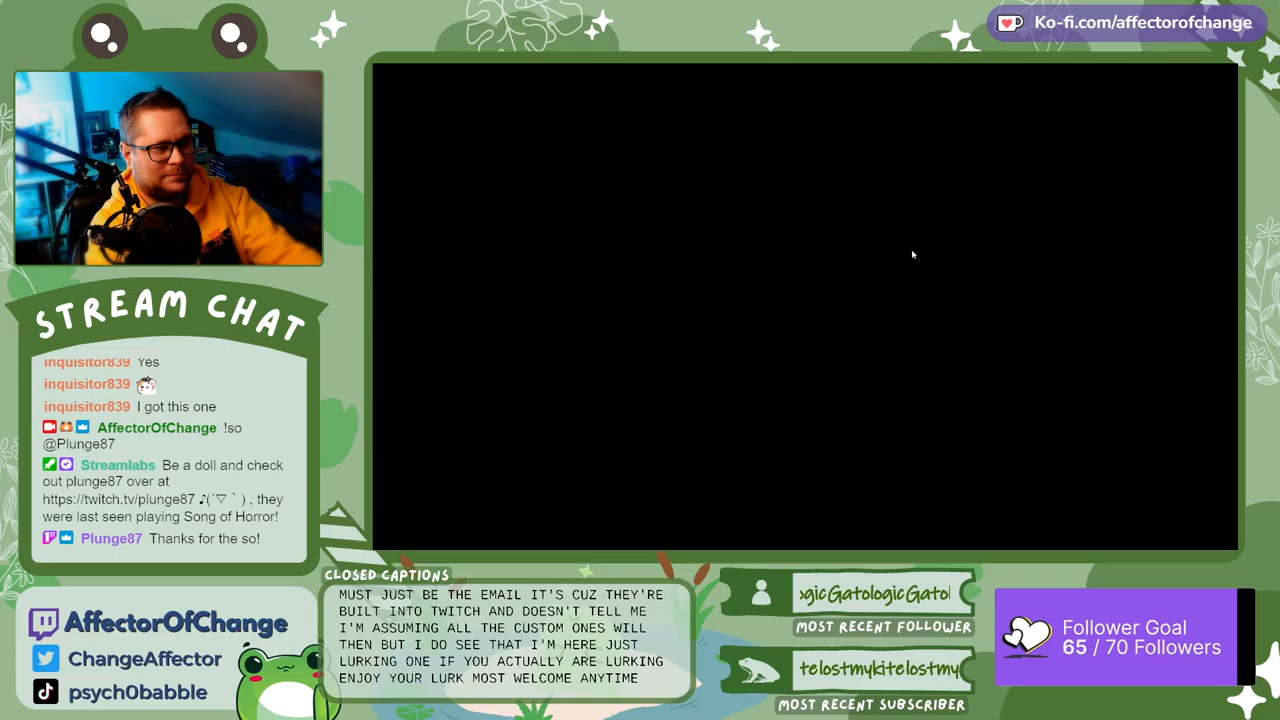 Ko-fi.com/affectorofchange
STREAM CHAT
inquisitor839 Yes
inquisitor839
inquisitor839 I got this one
AffectorOfChange !so
@Plunge87
Streamlabs Be a doll and check
out plunge87 over at
https://twitch.tv/plunge87 ♪(´▽｀) , they
were last seen playing Song of Horror!
Plunge87 Thanks for the so!
AffectorOfChange
ChangeAffector
psych0babble
CLOSED CAPTIONS
MUST JUST BE THE EMAIL IT'S CUZ THEY'RE
BUILT INTO TWITCH AND DOESN'T TELL ME
I'M ASSUMING ALL THE CUSTOM ONES WILL
THEN BUT I DO SEE THAT I'M HERE JUST
LURKING ONE IF YOU ACTUALLY ARE LURKING
ENJOY YOUR LURK MOST WELCOME ANYTIME
ogicGatologicGatol
MOST RECENT FOLLOWER
telostmykitelostmy
MOST RECENT SUBSCRIBER
Follower Goal
65 / 70 Followers